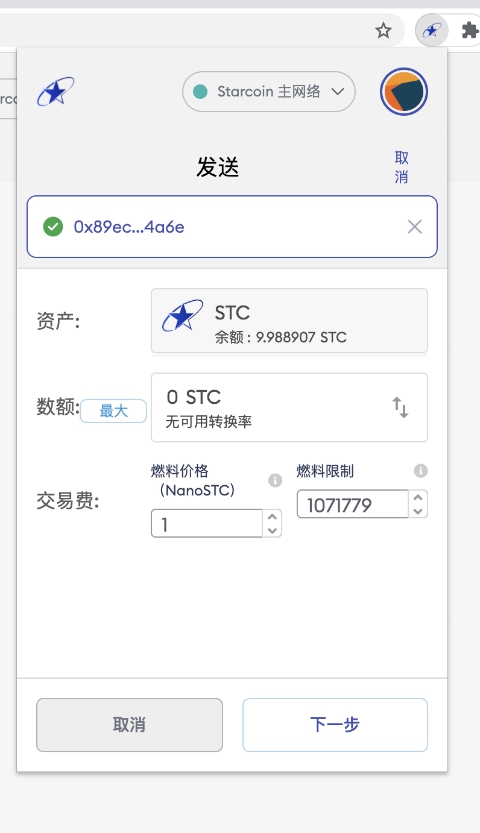 rco
Starcoin 主网络
发送
取
消
0x89ec...4a6e
资产:
STC
余额 : 9.988907 STC
数额:
最大
0 STC
无可用转换率
交易费:
燃料价格
（NanoSTC）
1
燃料限制
1071779
取消
下一步